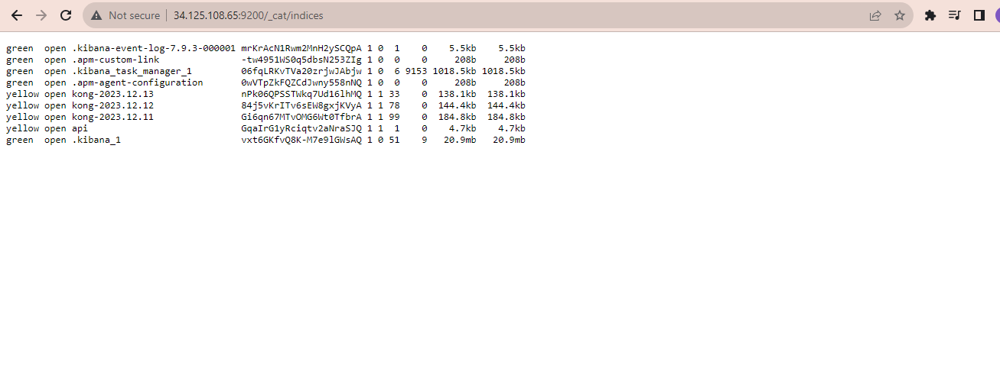 Not secure 34.125.108.65:9200/_cat/indices
green open .kibana-event-log-7.9.3-000001 mrKrAcN1Rwm2MnH2ySCQpA 1 0 1 0 5.5kb 5.5kb
green open .apm-custom-link -tw4951WS0q5dbsN253ZIg 1 0 0 0 208b 208b
green open .kibana_task_manager_1 06fqLRKvTVa20zrjwJAbjw 1 0 6 9153 1018.5kb 1018.5kb
green open .apm-agent-configuration 0wVTpZkFQZCdJwny558nNQ 1 0 0 0 208b 208b
yellow open kong-2023.12.13 nPk06QPSSTWkq7Ud16lhMQ 1 1 33 0 138.1kb 138.1kb
yellow open kong-2023.12.12 84j5vKrITv6sEW8gxjKVyA 1 1 78 0 144.4kb 144.4kb
yellow open kong-2023.12.11 Gi6qn67MTvOMG6Wt0TfbrA 1 1 99 0 184.8kb 184.8kb
yellow open api GqaIrG1yRciqtv2aNraSJQ 1 1 1 0 4.7kb 4.7kb
green open .kibana_1 vxt6GKfvQ8K-M7e9lGWsAQ 1 0 51 9 20.9mb 20.9mb